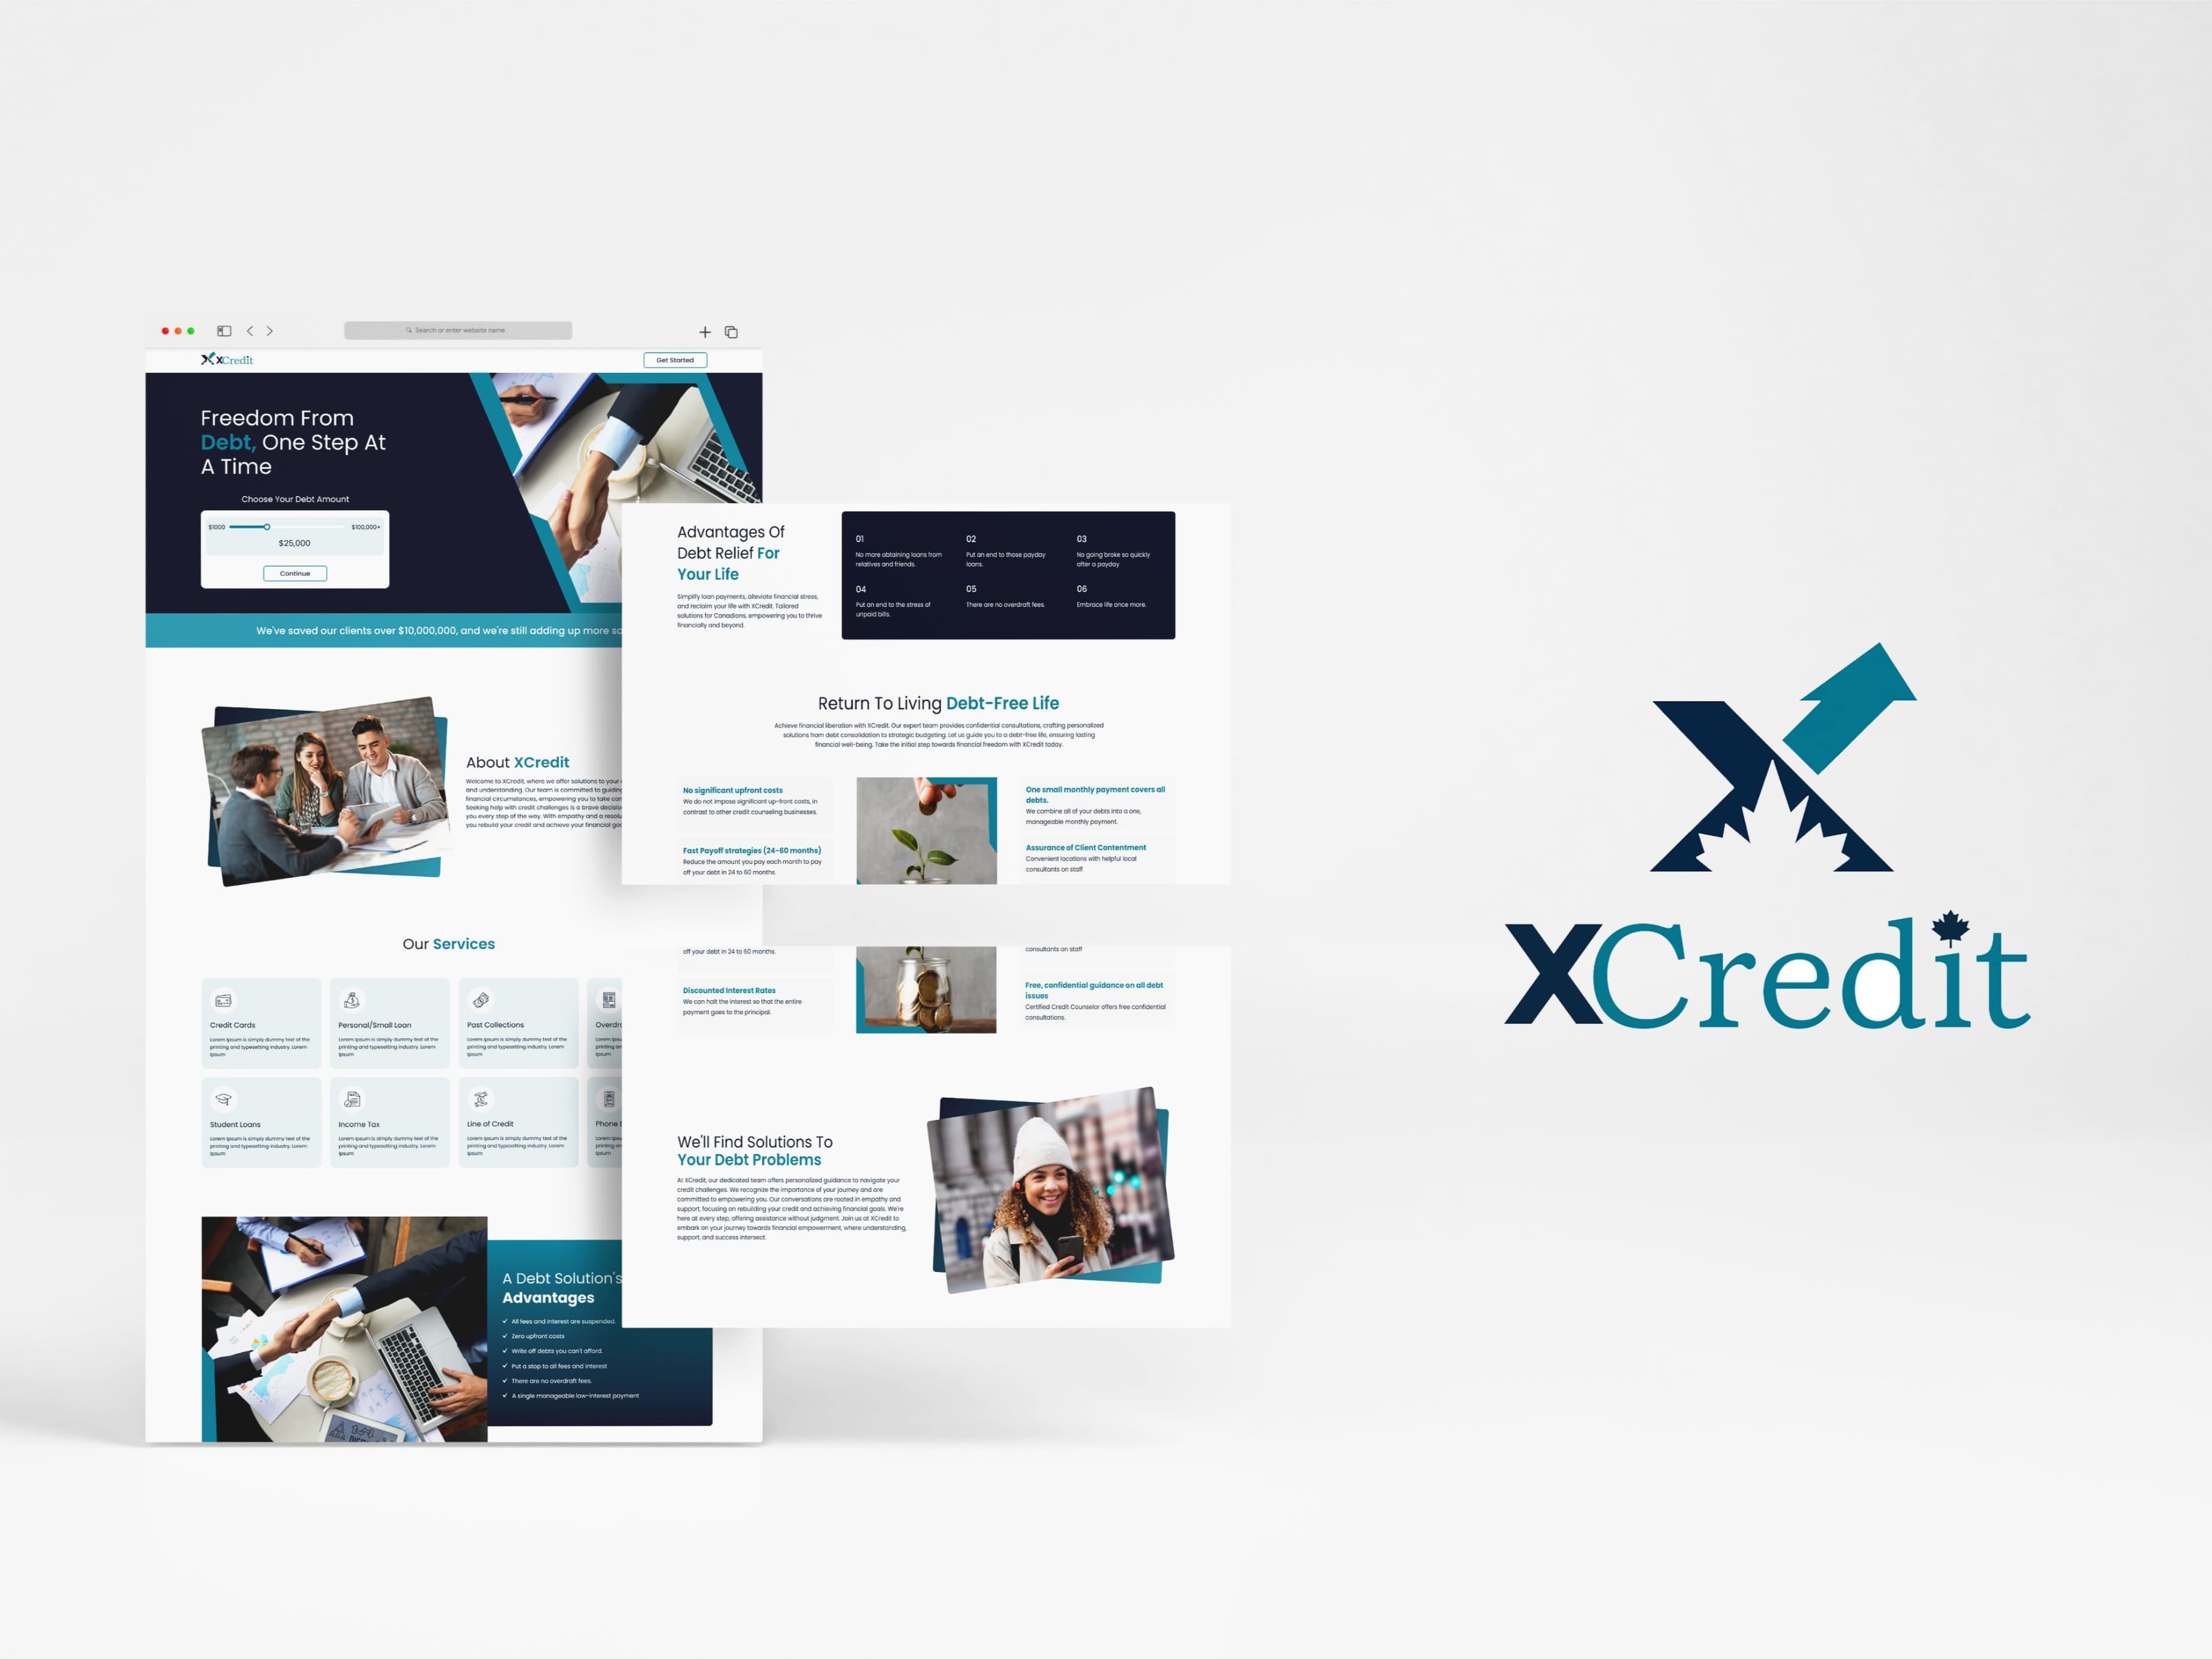 Search or enter website name
XCredit
Get Started
Freedom From
Debt, One Step At
A Time
Choose Your Debt Amount
$1000
$100,000+
$25,000
Continue
We've saved our clients over $10,000,000, and we're still adding up more
About XCredit
Welcome to XCredit, where we offer solutions to your
and understanding. Our team is committed to guiding
financial circumstances, empowering you to take
Seeking help with credit challenges is a brave
you every step of the way. With empathy and a
you rebuild your credit and achieve your financial
Our Services
Credit Cards
Lorem Ipsum is simply dummy text of the
printing and typesetting industry. Lorem
Ipsum
Personal/Small Loan
Lorem Ipsum is simply dummy text of the
printing and typesetting industry. Lorem
Ipsum
Past Collections
Lorem Ipsum is simply dummy text of the
printing and typesetting industry. Lorem
Ipsum
Student Loans
Lorem Ipsum is simply dummy text of the
printing and typesetting industry. Lorem
Ipsum
Income Tax
Lorem Ipsum is simply dummy text of the
printing and typesetting industry. Lorem
Ipsum
Line of Credit
Lorem Ipsum is simply dummy text of the
printing and typesetting industry. Lorem
Ipsum
Phone
A Debt Solution's
Advantages
All fees and interest are suspended.
Zero upfront costs
Write off debts you can't afford.
Put a stop to all fees and interest
There are no overdraft fees.
A single manageable low-interest payment
Advantages Of
Debt Relief For
Your Life
Simplify loan payments, alleviate financial stress,
and reclaim your life with XCredit. Tailored
solutions for Canadians, empowering you to thrive
financially and beyond.
01
No more obtaining loans from
relatives and friends.
02
Put an end to those payday
loans.
03
No going broke so quickly
after a payday
04
Put an end to the stress of
unpaid bills.
05
There are no overdraft fees.
06
Embrace life once more.
Return To Living Debt-Free Life
Achieve financial liberation with XCredit. Our expert team provides confidential consultations, crafting personalized
solutions from debt consolidation to strategic budgeting. Let us guide you to a debt-free life, ensuring lasting
financial well-being. Take the initial step towards financial freedom with XCredit today.
No significant upfront costs
We do not impose significant up-front costs, in
contrast to other credit counseling businesses.
Fast Payoff strategies (24-60 months)
Reduce the amount you pay each month to pay
off your debt in 24 to 60 months.
One small monthly payment covers all
debts.
We combine all of your debts into a one,
manageable monthly payment.
Assurance of Client Contentment
Convenient locations with helpful local
consultants on staff
off your debt in 24 to 60 months.
Discounted Interest Rates
We can halt the interest so that the entire
payment goes to the principal.
consultants on staff
Free, confidential guidance on all debt
issues
Certified Credit Counselor offers free confidential
consultations.
We'll Find Solutions To
Your Debt Problems
At XCredit, our dedicated team offers personalized guidance to navigate your
credit challenges. We recognize the importance of your journey and are
committed to empowering you. Our conversations are rooted in empathy and
support, focusing on rebuilding your credit and achieving financial goals. We're
here at every step, offering assistance without judgment. Join us at XCredit to
embark on your journey towards financial empowerment, where understanding,
support, and success intersect.
XCredit